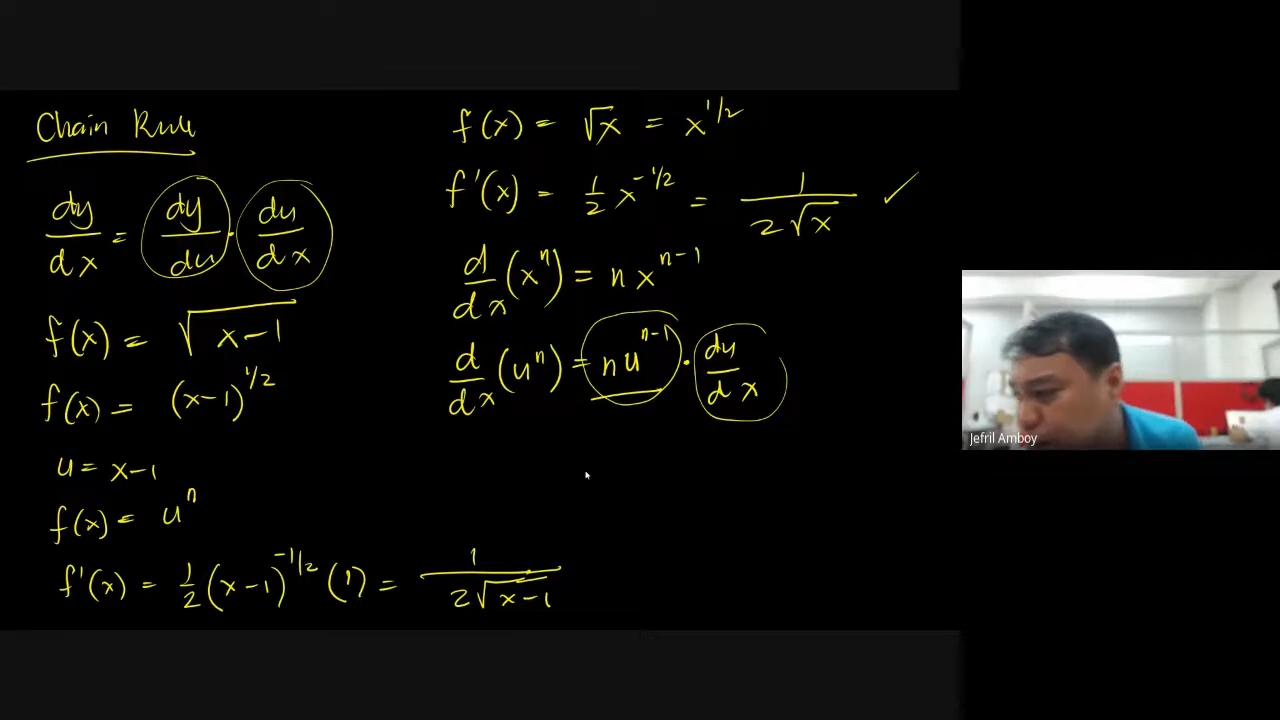 Chain Rule
dy/dx = dy/du · du/dx
f(x) = √(x-1)
f(x) = (x-1)^1/2
u = x-1
f(x) = u^n
f'(x) = 1/2 (x-1)^-1/2 (1) = 1/(2√(x-1))
f(x) = √x = x^1/2
f'(x) = 1/2 x^-1/2 = 1/(2√x) ✓
d/dx (x^n) = n x^n-1
d/dx (u^n) = n u^n-1 · du/dx
Jefril Amboy